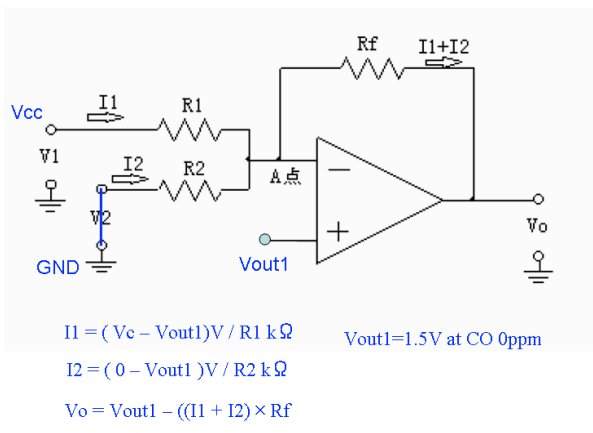 Rf
I1+I2
Vcc
I1
R1
V1
I2
R2
A点
V2
GND
Vout1
−
+
Vo
I1 = ( Vc – Vout1)V / R1 kΩ
Vout1=1.5V at CO 0ppm
I2 = ( 0 – Vout1 )V / R2 kΩ
Vo = Vout1 – ((I1 + I2) × Rf